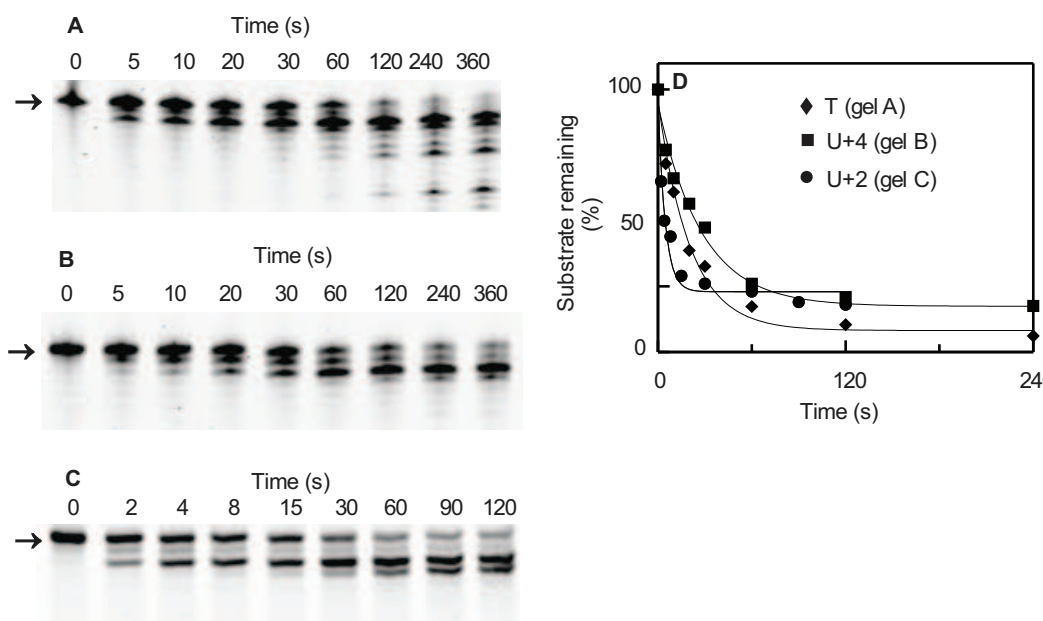 A
Time (s)
0 5 10 20 30 60 120 240 360
→
B
Time (s)
0 5 10 20 30 60 120 240 360
→
C
Time (s)
0 2 4 8 15 30 60 90 120
→
D
Substrate remaining
(%)
100
50
0
T (gel A)
U+4 (gel B)
U+2 (gel C)
0 120 24
Time (s)